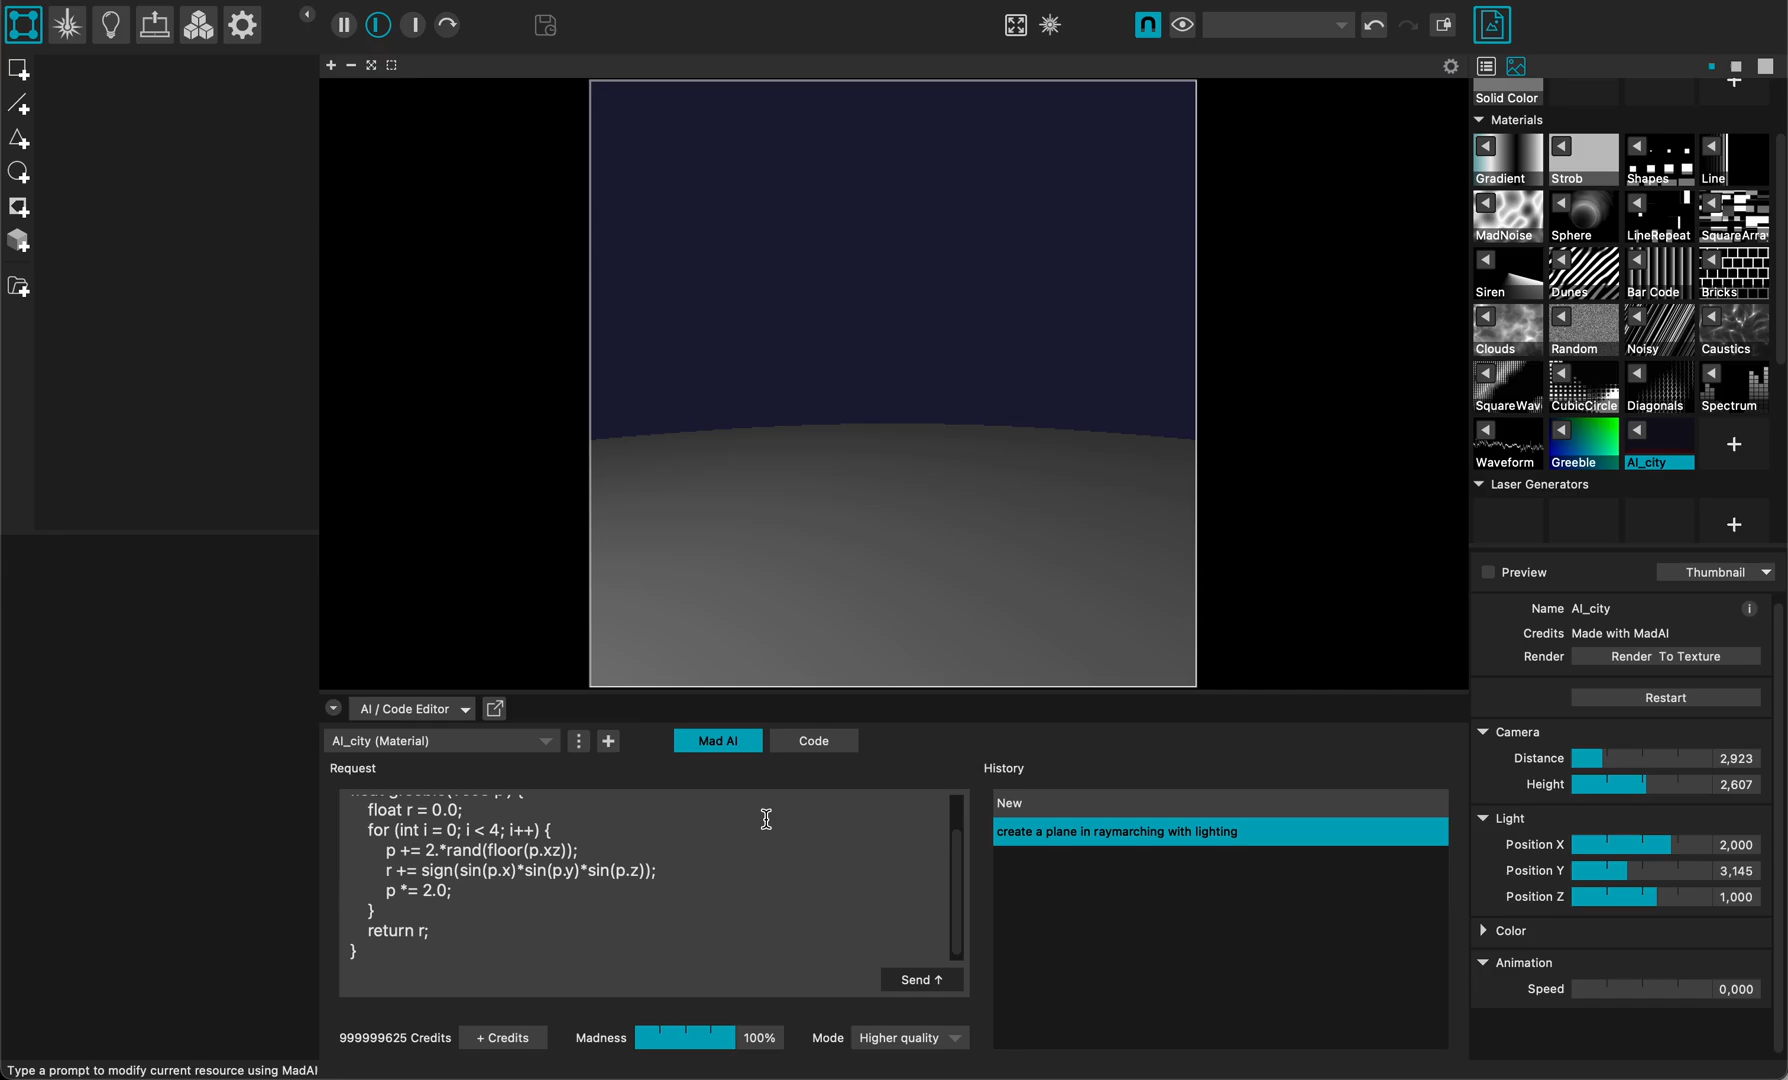 Solid Color
Materials
Gradient
Strob
Shapes
Line
MadNoise
Sphere
LineRepeat
SquareArra
Siren
Dunes
Bar Code
Bricks
Clouds
Random
Noisy
Caustics
SquareWav
CubicCircle
Diagonals
Spectrum
Waveform
Greeble
AI_city
Laser Generators
Preview
Thumbnail
Name AI_city
Credits Made with MadAI
Render Render To Texture
Restart
Camera
Distance 2,923
Height 2,607
Light
Position X 2,000
Position Y 3,145
Position Z 1,000
Color
Animation
Speed 0,000
AI / Code Editor
AI_city (Material)
Mad AI
Code
Request
float r = 0.0;
for (int i = 0; i < 4; i++) {
p += 2.*rand(floor(p.xz));
r += sign(sin(p.x)*sin(p.y)*sin(p.z));
p *= 2.0;
}
return r;
}
Send ↑
History
New
create a plane in raymarching with lighting
999999625 Credits
+ Credits
Madness 100%
Mode Higher quality
Type a prompt to modify current resource using MadAI